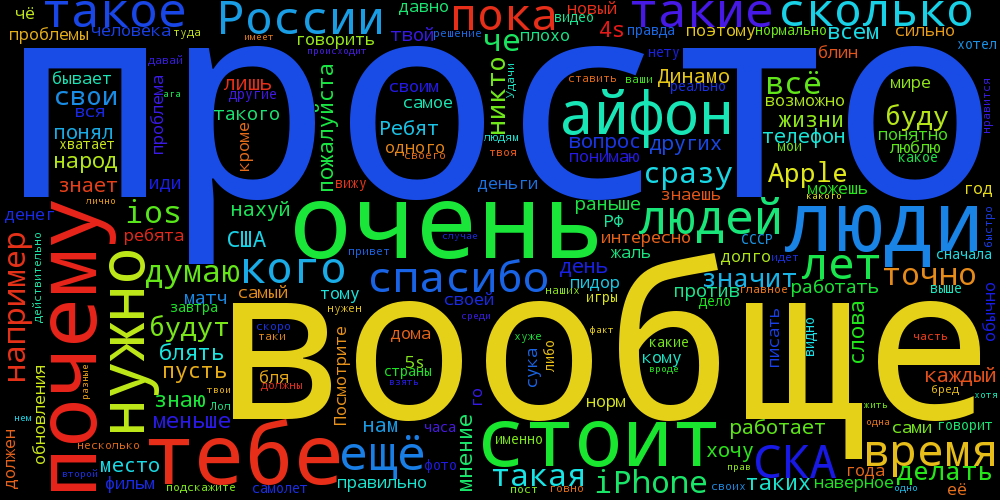 чё такое России давно пока новый такие сколько
проблемы человека туда имеет говорить твой решение плохо видео 4s правда поэтому нормально всем сильно
просто
происходит че нету блин хотел
бывает давай лишь своим никто удачи ставить ваши Динамо всё мире
свои ага другие самое айфон реально возможно буду нравится
вся проблема такого пожалуйста Ребят людям вопрос жизни понятно
понял кроме одного твоя понимаю других телефон мои люблю
хватает своего какое
народ сразу Apple
знает иди вижу деньги знаешь можешь год
лично раньше какого
денег ios нахуй очень РФ людей люди быстро
ребята США интересно СССР
почему нужно привет случае жаль долго идет лет сначала
например действительно думаю кого спасибо день значит точно
самый тому пидор против главное работать выше
матч своей наших игры дело обычно
завтра нужен вообще
будут скоро среди писать слова
таки дома хуже факт видно часть
блять Посмотрите 5s либо какие
пусть бля страны сука кому каждый
разные твои должны взять вроде бред хотя
знаю Лол го норм жить
нем меньше нам часа стоит одна сами говорит
обновления тебе ещё мнение именно работает
должен несколько хочу время
место второй фото прав СКА года делать
фильм подскажите самолет правильно такая пост говно iPhone своих таких наверное одно её